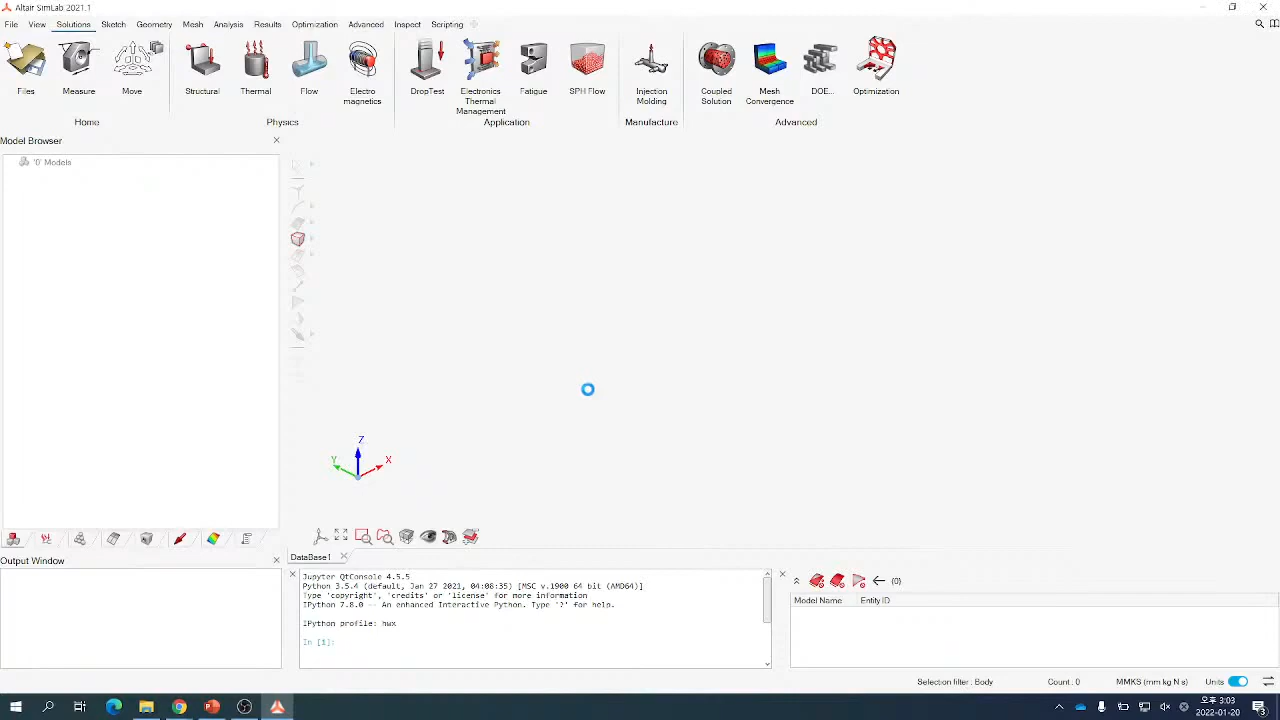 Altair SimLab 2021.1
File View Solutions Sketch Geometry Mesh Analysis Results Optimization Advanced Inspect Scripting
Files Measure Move Structural Thermal Flow Electro magnetics DropTest Electronics Thermal Management Fatigue SPH Flow Injection Molding Coupled Solution Mesh Convergence DOE... Optimization
Home Physics Application Manufacture Advanced
Model Browser
'0' Models
Z
Y X
DataBase1
Output Window
Jupyter QtConsole 4.5.5
Python 3.5.4 (default, Jan 27 2021, 04:08:35) [MSC v.1900 64 bit (AMD64)]
Type 'copyright', 'credits' or 'license' for more information
IPython 7.8.0 -- An enhanced Interactive Python. Type '?' for help.
IPython profile: hwx
In [1]:
(0)
Model Name Entity ID
Selection filter : Body Count : 0 MMKS (mm kg N s) Units
오후 3:03
2022-01-20